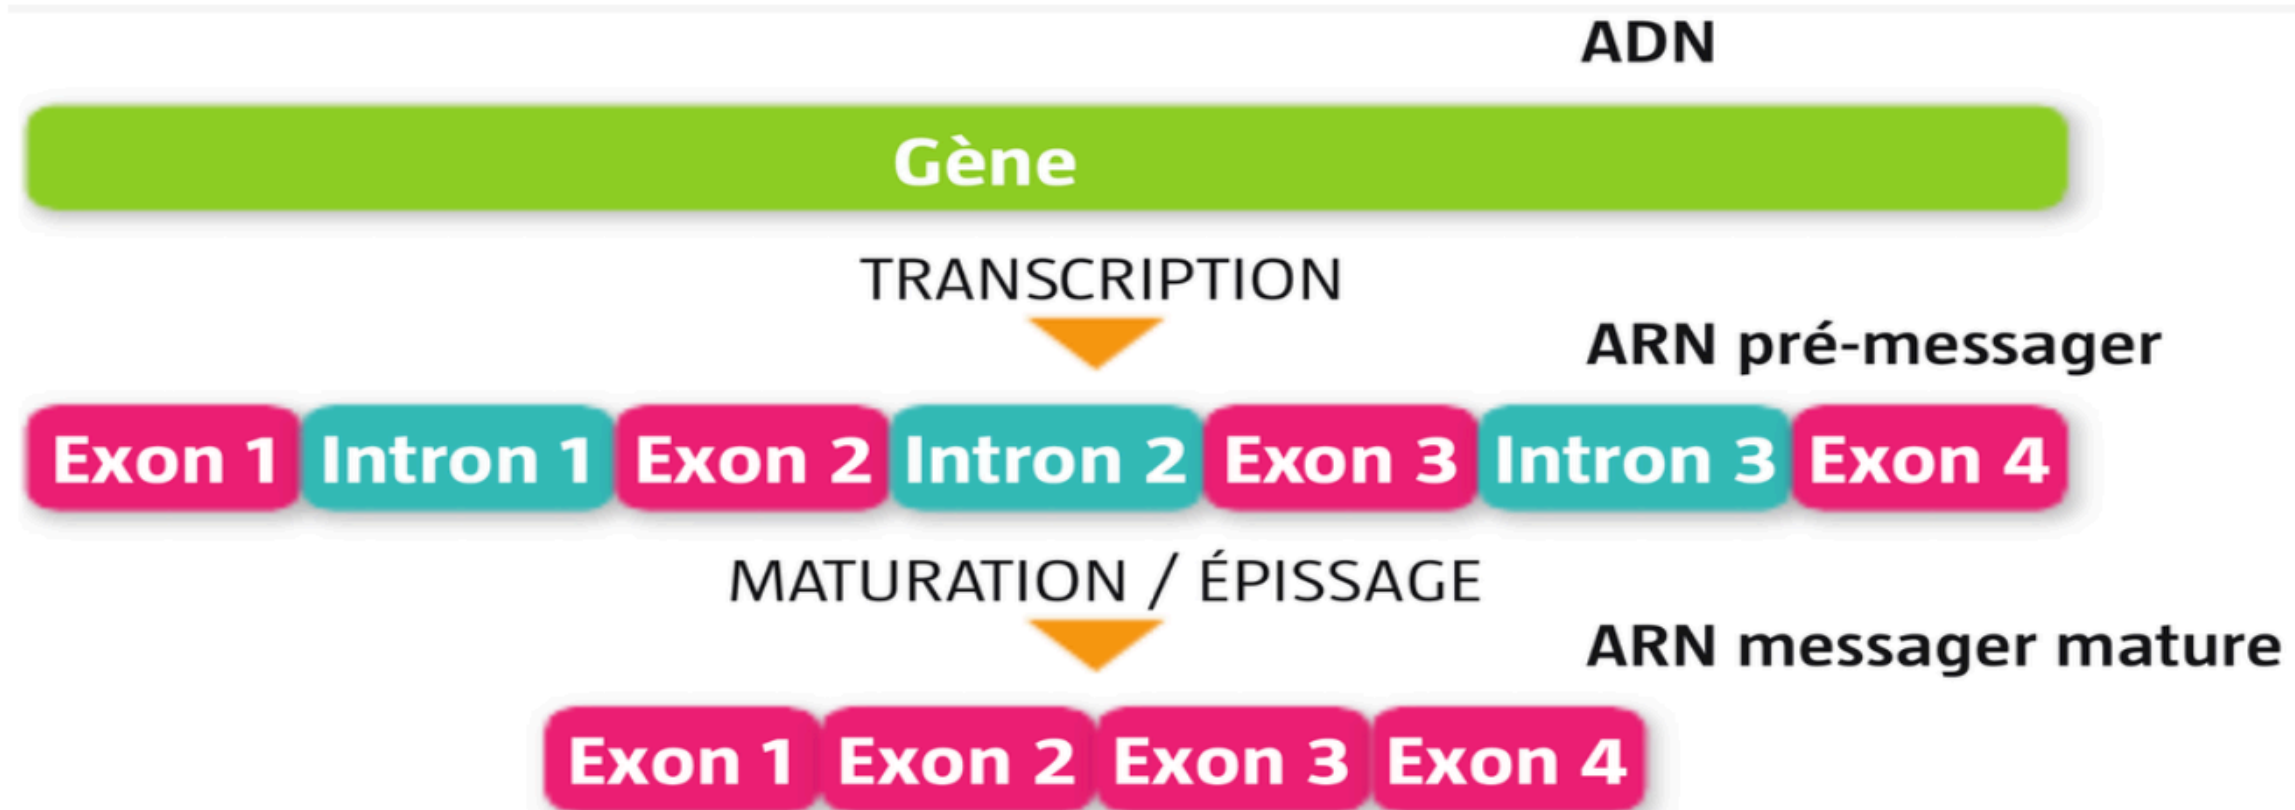 ADN
Gène
TRANSCRIPTION
ARN pré-messager
Exon 1 Intron 1 Exon 2 Intron 2 Exon 3 Intron 3 Exon 4
MATURATION / ÉPISSAGE
ARN messager mature
Exon 1 Exon 2 Exon 3 Exon 4